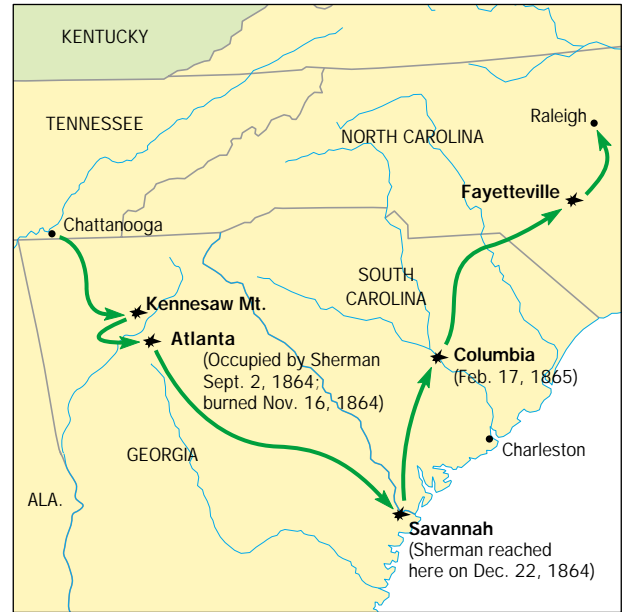 KENTUCKY
TENNESSEE
NORTH CAROLINA
Raleigh
Fayetteville
Chattanooga
SOUTH
CAROLINA
Kennesaw Mt.
Atlanta
(Occupied by Sherman
Sept. 2, 1864;
burned Nov. 16, 1864)
Columbia
(Feb. 17, 1865)
GEORGIA
Charleston
ALA.
Savannah
(Sherman reached
here on Dec. 22, 1864)